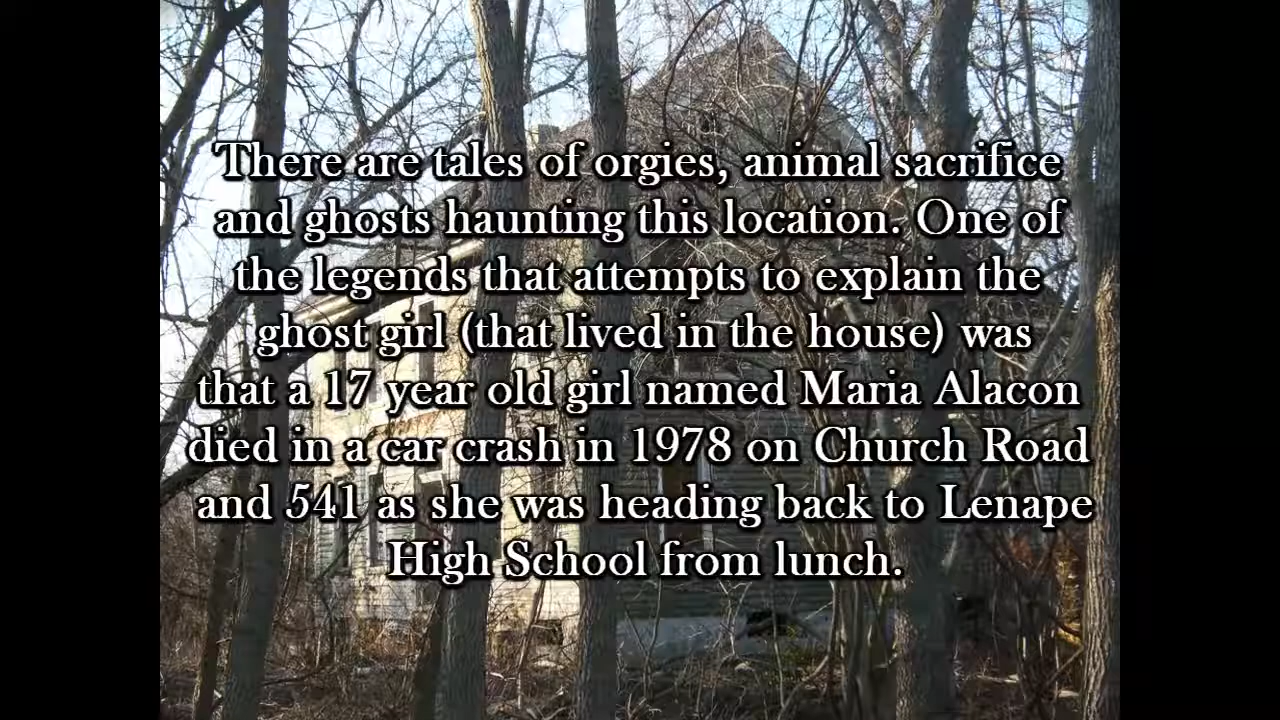 There are tales of orgies, animal sacrifice
and ghosts haunting this location. One of
the legends that attempts to explain the
ghost girl (that lived in the house) was
that a 17 year old girl named Maria Alacon
died in a car crash in 1978 on Church Road
and 541 as she was heading back to Lenape
High School from lunch.